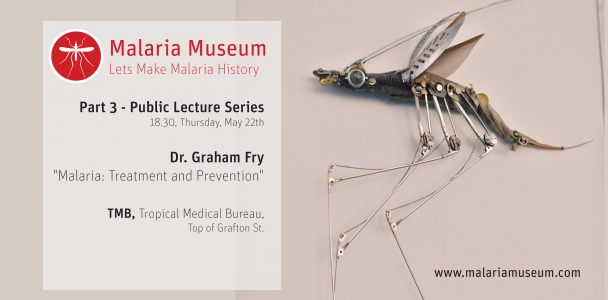 Malaria Museum
Lets Make Malaria History
Part 3 - Public Lecture Series
18.30, Thursday, May 22th
Dr. Graham Fry
"Malaria: Treatment and Prevention"
TMB, Tropical Medical Bureau,
Top of Grafton St.
www.malariamuseum.com